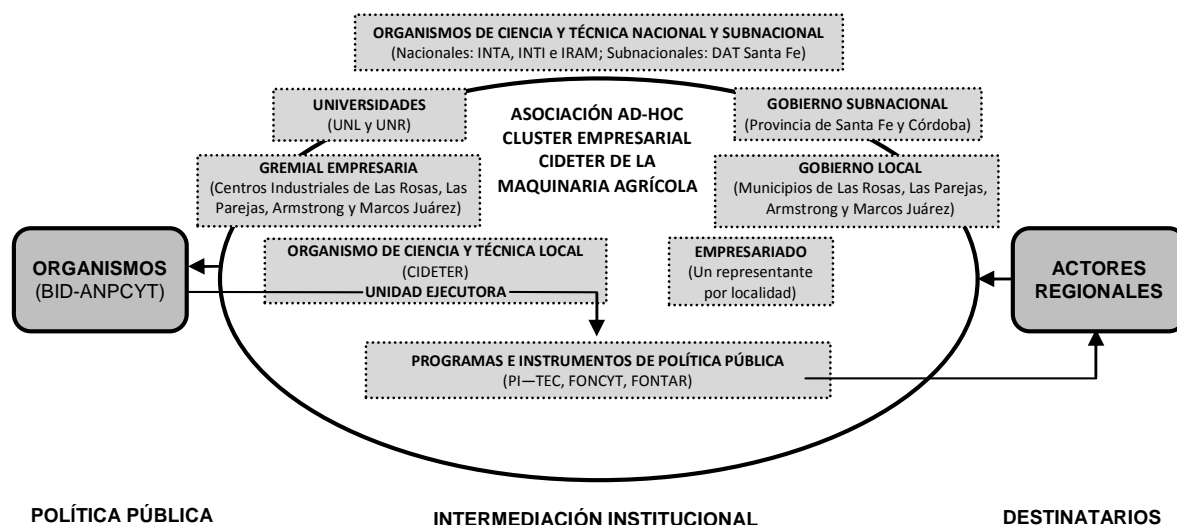 ORGANISMOS DE CIENCIA Y TÉCNICA NACIONAL Y SUBNACIONAL
(Nacionales: INTA, INTI e IRAM; Subnacionales: DAT Santa Fe)
UNIVERSIDADES
(UNL y UNR)
ASOCIACIÓN AD-HOC
CLUSTER EMPRESARIAL
CIDETER DE LA
MAQUINARIA AGRÍCOLA
GOBIERNO SUBNACIONAL
(Provincia de Santa Fe y Córdoba)
GREMIAL EMPRESARIA
(Centros Industriales de Las Rosas, Las
Parejas, Armstrong y Marcos Juárez)
GOBIERNO LOCAL
(Municipios de Las Rosas, Las Parejas,
Armstrong y Marcos Juárez)
ORGANISMOS
(BID-ANPCYT)
ORGANISMO DE CIENCIA Y TÉCNICA LOCAL
(CIDETER)
UNIDAD EJECUTORA
EMPRESARIADO
(Un representante
por localidad)
ACTORES
REGIONALES
PROGRAMAS E INSTRUMENTOS DE POLÍTICA PÚBLICA
(PI—TEC, FONCYT, FONTAR)
POLÍTICA PÚBLICA
INTERMEDIACIÓN INSTITUCIONAL
DESTINATARIOS